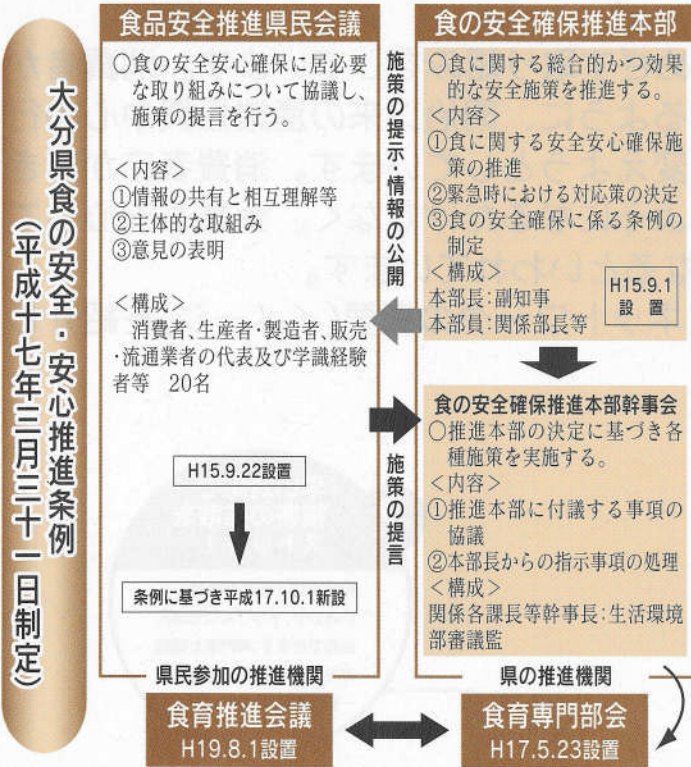 大分県食の安全・安心推進条例
(平成十七年三月三十一日制定)
食品安全推進県民会議
○食の安全安心確保に居必要
な取り組みについて協議し、
施策の提言を行う。
<内容>
①情報の共有と相互理解等
②主体的な取組み
③意見の表明
<構成>
消費者、生産者・製造者、販売
・流通業者の代表及び学識経験
者等 20名
H15.9.22設置
条例に基づき平成17.10.1新設
県民参加の推進機関
食育推進会議
H19.8.1設置
施策の提示・情報の公開
施策の提言
食の安全確保推進本部
○食に関する総合的かつ効果
的な安全施策を推進する。
<内容>
①食に関する安全安心確保施
策の推進
②緊急時における対応策の決定
③食の安全確保に係る条例の
制定
<構成>
本部長:副知事
本部員:関係部長等
H15.9.1
設 置
食の安全確保推進本部幹事会
○推進本部の決定に基づき各
種施策を実施する。
<内容>
①推進本部に付議する事項の
協議
②本部長からの指示事項の処理
<構成>
関係各課長等幹事長:生活環境
部審議監
県の推進機関
食育専門部会
H17.5.23設置